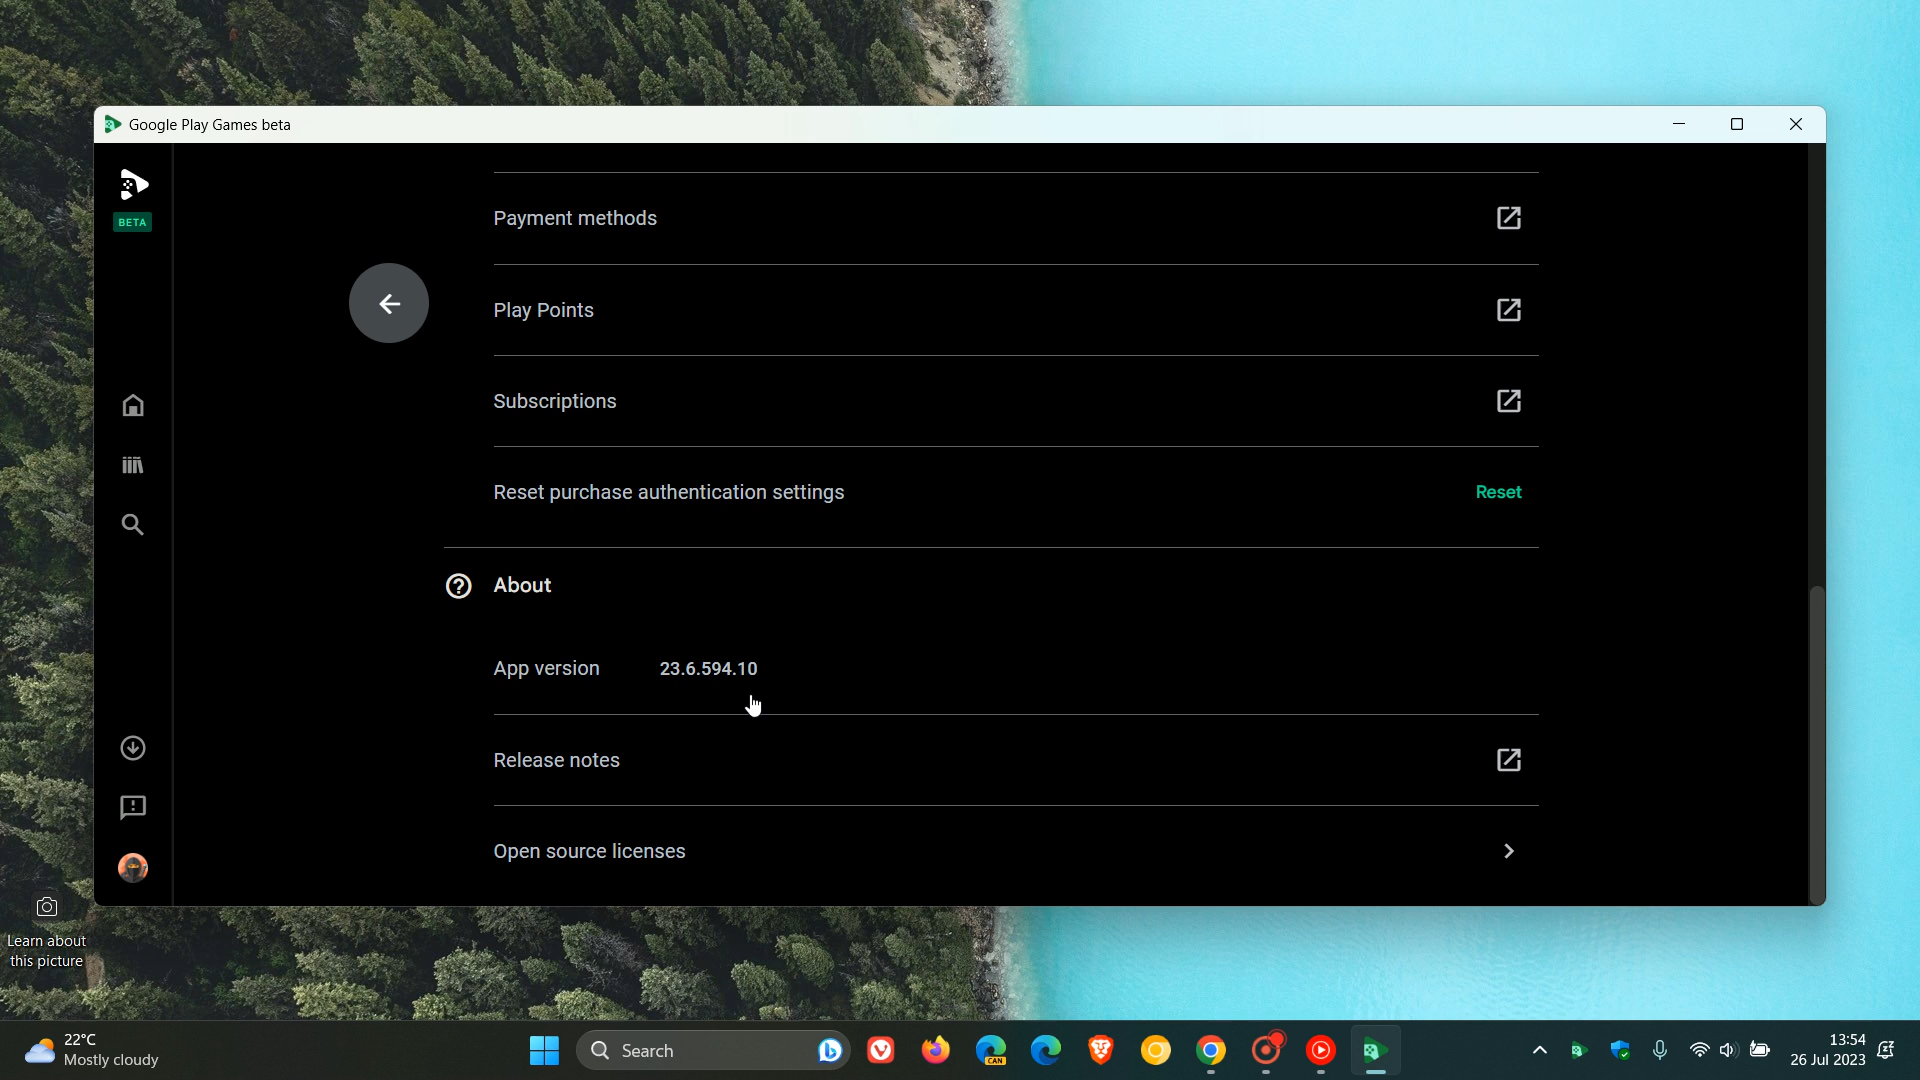 Google Play Games beta
BETA
Payment methods
Play Points
Subscriptions
Reset purchase authentication settings
Reset
About
App version
23.6.594.10
Release notes
Open source licenses
Learn about
this picture
22°C
Mostly cloudy
Search
CAN
13:54
26 Jul 2023